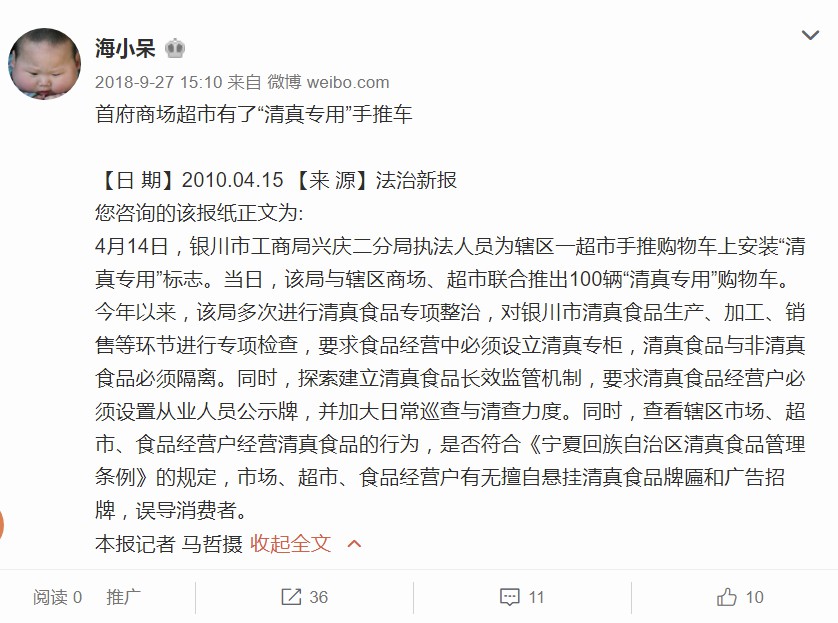 海小呆
2018-9-27 15:10 来自 微博 weibo.com
首府商场超市有了“清真专用”手推车
【日 期】2010.04.15 【来 源】法治新报
您咨询的该报纸正文为:
4月14日，银川市工商局兴庆二分局执法人员为辖区一超市手推购物车上安装“清
真专用”标志。当日，该局与辖区商场、超市联合推出100辆“清真专用”购物车。
今年以来，该局多次进行清真食品专项整治，对银川市清真食品生产、加工、销
售等环节进行专项检查，要求食品经营中必须设立清真专柜，清真食品与非清真
食品必须隔离。同时，探索建立清真食品长效监管机制，要求清真食品经营户必
须设置从业人员公示牌，并加大日常巡查与清查力度。同时，查看辖区市场、超
市、食品经营户经营清真食品的行为，是否符合《宁夏回族自治区清真食品管理
条例》的规定，市场、超市、食品经营户有无擅自悬挂清真食品牌匾和广告招
牌，误导消费者。
本报记者 马哲摄 收起全文
阅读 0 推广 36 11 10